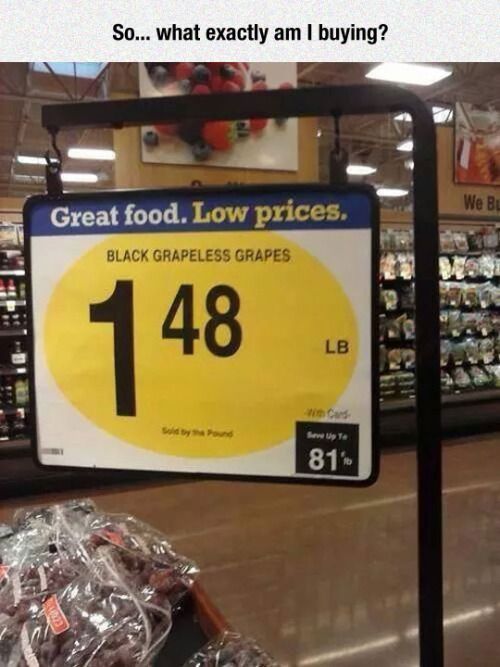 So... what exactly am I buying?
We Bu
Great food. Low prices.
BLACK GRAPELESS GRAPES
1 48
LB
-With Card-
Sold by the Pound
Save Up To
81¢ lb